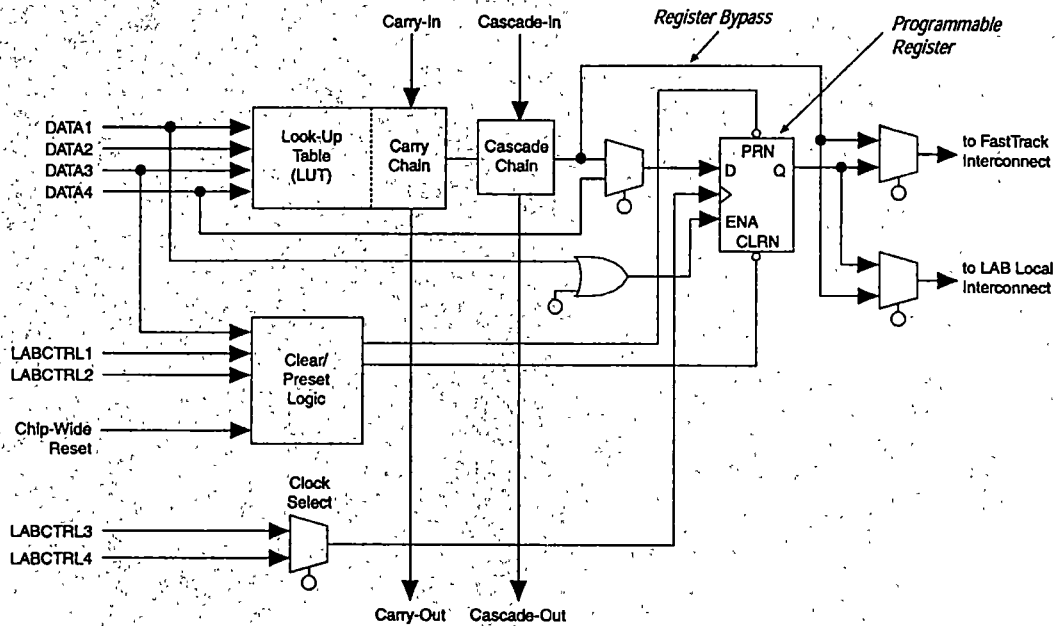 Carry-In
Cascade-In
Register Bypass
Programmable
Register
DATA1
DATA2
DATA3
DATA4
Look-Up
Table
(LUT)
Carry
Chain
Cascade
Chain
PRN
D
Q
ENA
CLRN
to FastTrack
Interconnect
to LAB Local
Interconnect
LABCTRL1
LABCTRL2
Clear/
Preset
Logic
Chip-Wide
Reset
Clock
Select
LABCTRL3
LABCTRL4
Carry-Out
Cascade-Out